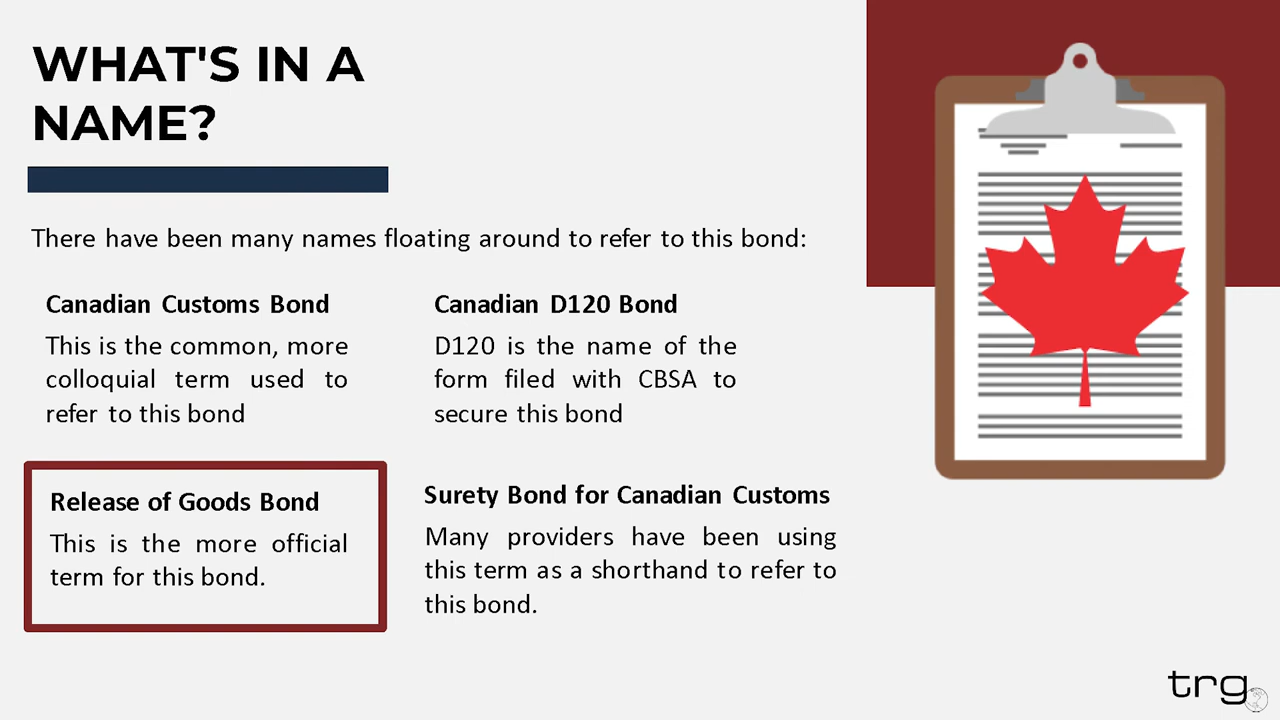 WHAT'S IN A
NAME?
There have been many names floating around to refer to this bond:
Canadian Customs Bond
This is the common, more
colloquial term used to
refer to this bond
Canadian D120 Bond
D120 is the name of the
form filed with CBSA to
secure this bond
Release of Goods Bond
This is the more official
term for this bond.
Surety Bond for Canadian Customs
Many providers have been using
this term as a shorthand to refer to
this bond.
trg